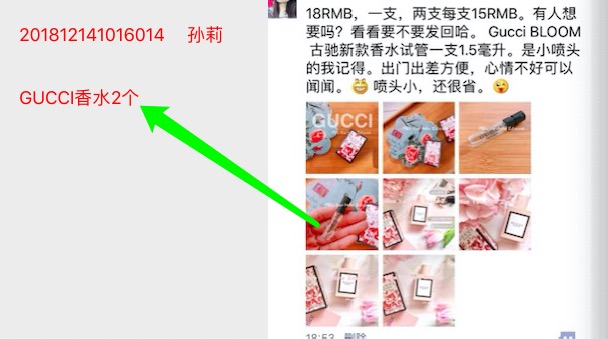 201812141016014 孙莉
GUCCI香水2个
18RMB，一支，两支每支15RMB。有人想
要吗？看看要不要发回哈。 Gucci BLOOM
古驰新款香水试管一支1.5毫升。是小喷头
的我记得。出门出差方便，心情不好可以
闻闻。😆 喷头小，还很省。😲
GUCCI
18:53 删除